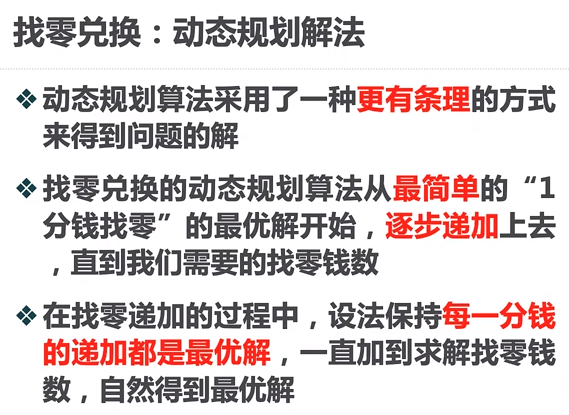 找零兑换：动态规划解法
❖动态规划算法采用了一种更有条理的方式
来得到问题的解
❖找零兑换的动态规划算法从最简单的“1
分钱找零”的最优解开始，逐步递加上去
，直到我们需要的找零钱数
❖在找零递加的过程中，设法保持每一分钱
的递加都是最优解，一直加到求解找零钱
数，自然得到最优解